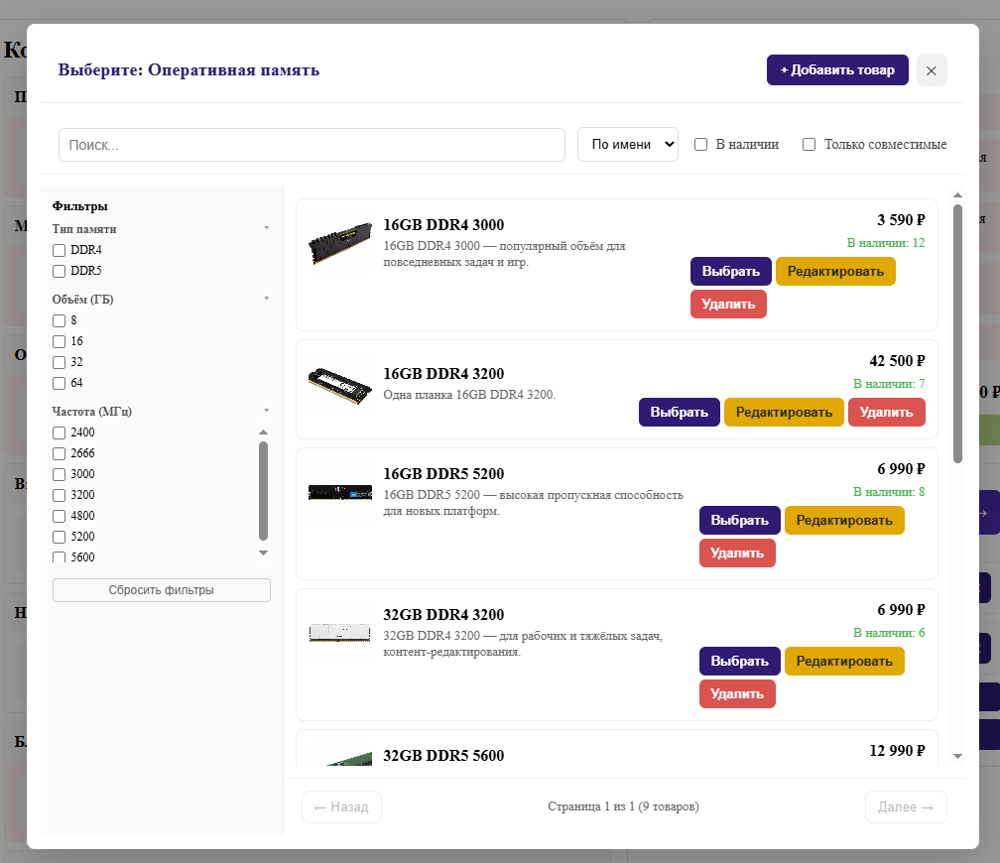 Ко
Выберите: Оперативная память
+ Добавить товар
×
Поиск...
По имени
В наличии
Только совместимые
Фильтры
Тип памяти
DDR4
DDR5
Объём (ГБ)
8
16
32
64
Частота (МГц)
2400
2666
3000
3200
4800
5200
5600
Сбросить фильтры
16GB DDR4 3000
3 590 ₽
16GB DDR4 3000 — популярный объём для
повседневных задач и игр.
В наличии: 12
Выбрать
Редактировать
Удалить
16GB DDR4 3200
42 500 ₽
Одна планка 16GB DDR4 3200.
В наличии: 7
Выбрать
Редактировать
Удалить
16GB DDR5 5200
6 990 ₽
16GB DDR5 5200 — высокая пропускная способность
для новых платформ.
В наличии: 8
Выбрать
Редактировать
Удалить
32GB DDR4 3200
6 990 ₽
32GB DDR4 3200 — для рабочих и тяжёлых задач,
контент-редактирования.
В наличии: 6
Выбрать
Редактировать
Удалить
32GB DDR5 5600
12 990 ₽
← Назад
Страница 1 из 1 (9 товаров)
Далее →